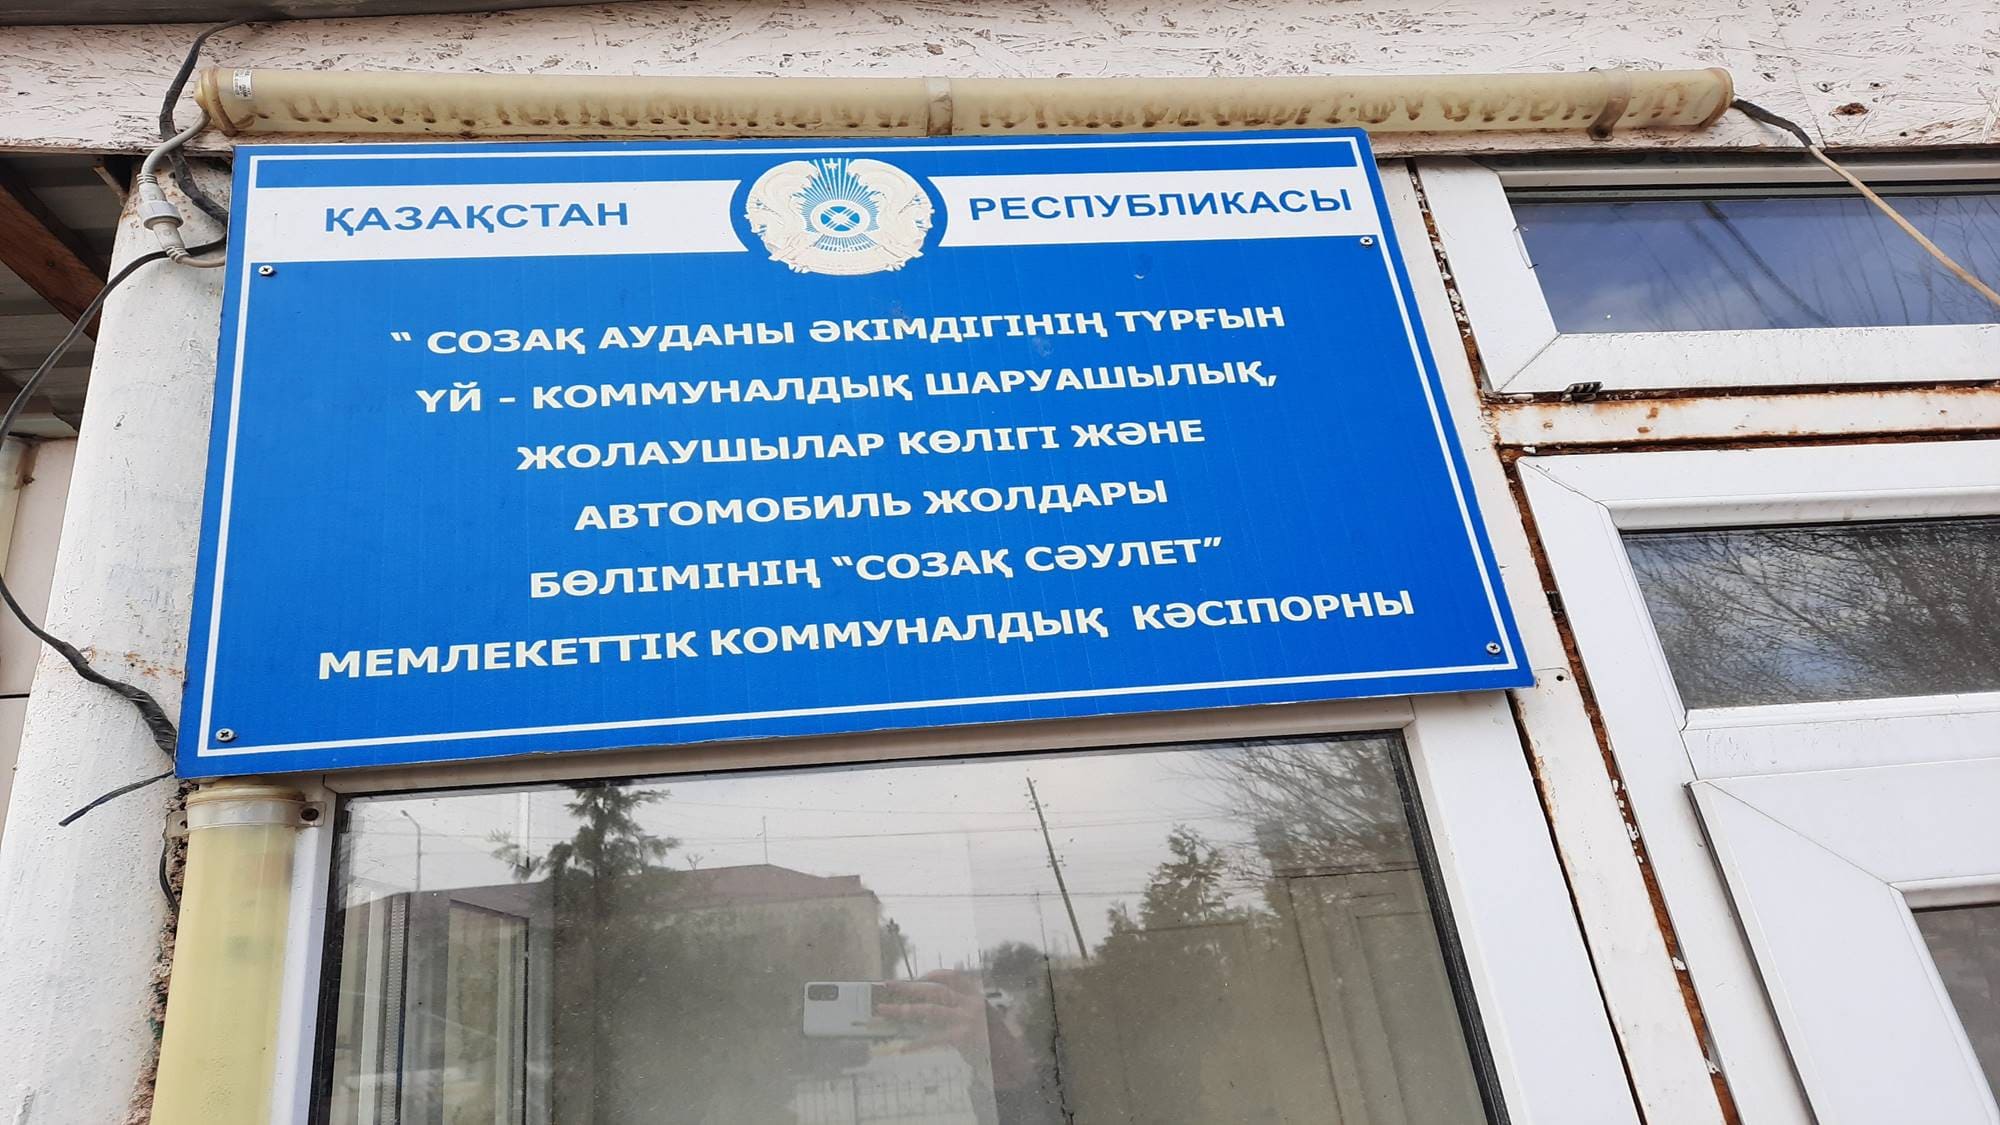 ҚАЗАҚСТАН РЕСПУБЛИКАСЫ
“ СОЗАҚ АУДАНЫ ӘКІМДІГІНІҢ ТҮРҒЫН
ҮЙ - КОММУНАЛДЫҚ ШАРУАШЫЛЫҚ,
ЖОЛАУШЫЛАР КӨЛІГІ ЖӘНЕ
АВТОМОБИЛЬ ЖОЛДАРЫ
БӨЛІМІНІҢ “СОЗАҚ СӘУЛЕТ”
МЕМЛЕКЕТТІК КОММУНАЛДЫҚ КӘСІПОРНЫ